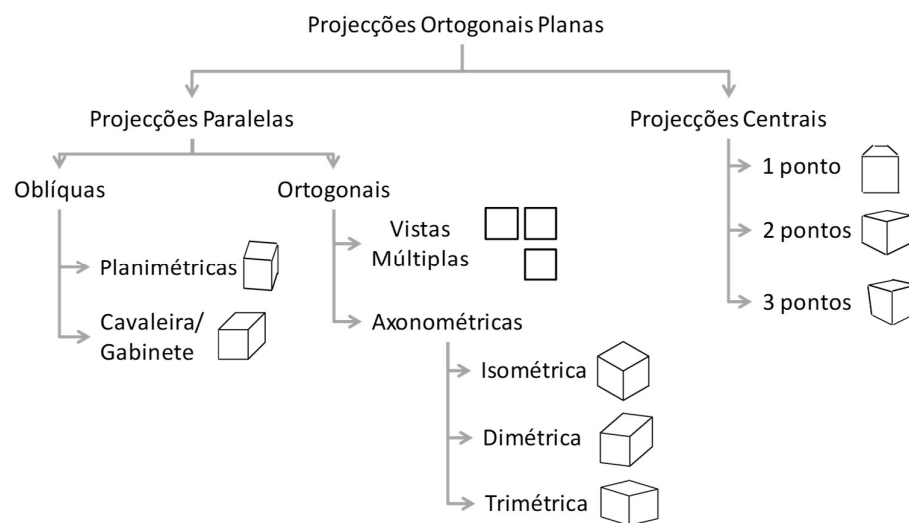 Projecções Ortogonais Planas
Projecções Paralelas
Projecções Centrais
Oblíquas
Ortogonais
1 ponto
2 pontos
3 pontos
Vistas
Múltiplas
Planimétricas
Cavaleira/
Gabinete
Axonométricas
Isométrica
Dimétrica
Trimétrica